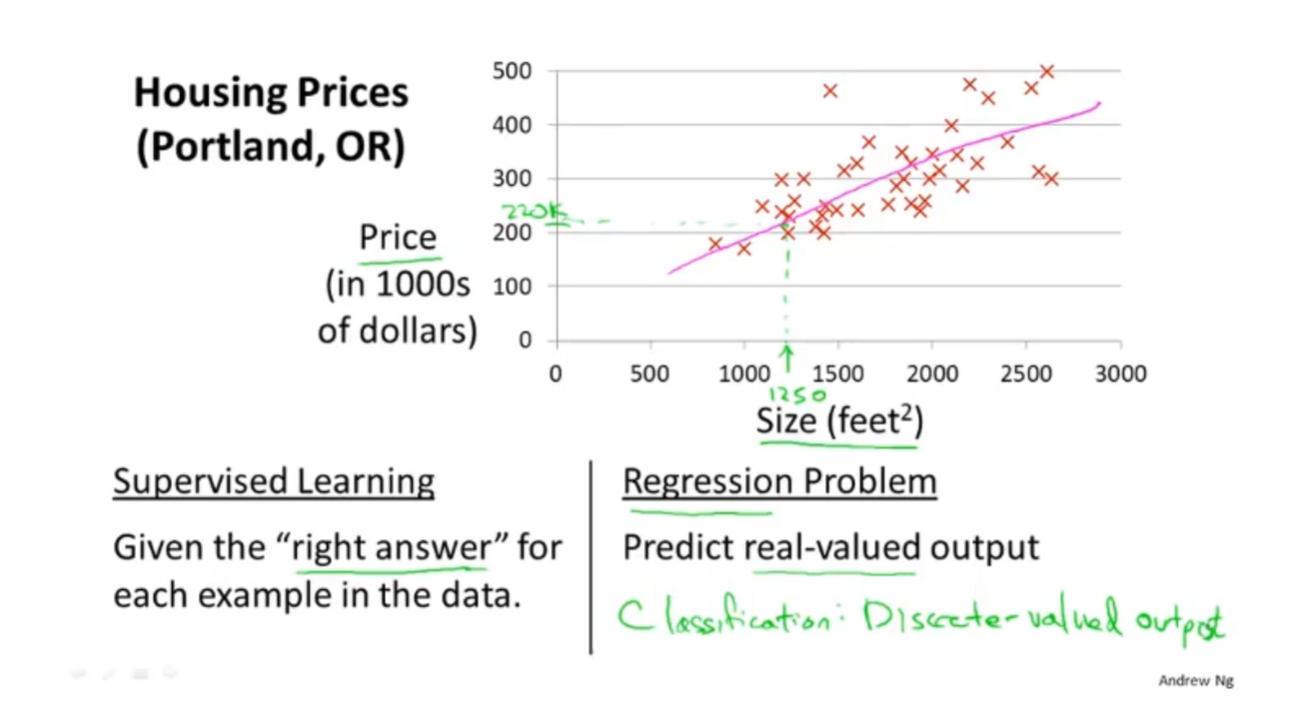 Housing Prices
(Portland, OR)
Price
(in 1000s
of dollars)
500
400
300
220K
200
100
0
0 500 1000 1500 2000 2500 3000
1250
Size (feet²)
Supervised Learning
Given the “right answer” for
each example in the data.
Regression Problem
Predict real-valued output
Classification: Discrete-valued output
Andrew Ng